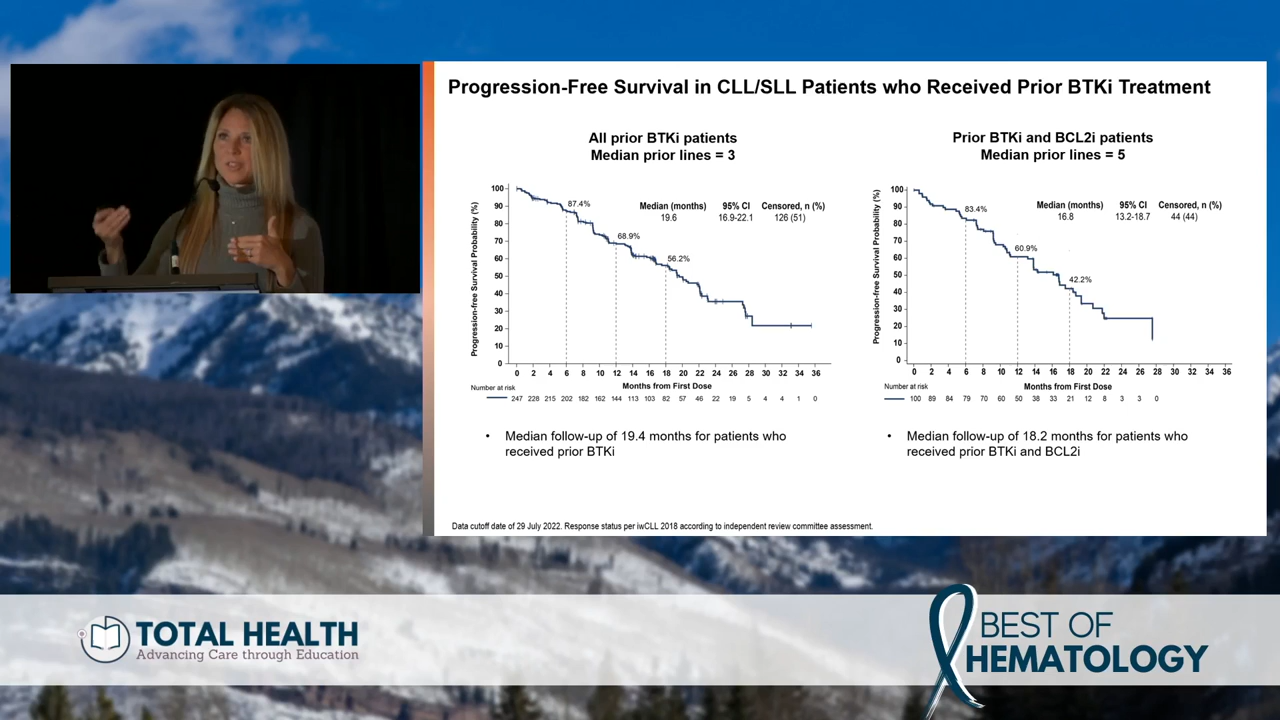 Progression-Free Survival in CLL/SLL Patients who Received Prior BTKi Treatment
All prior BTKi patients
Median prior lines = 3
Progression-free Survival Probability (%)
100
90
80
70
60
50
40
30
20
10
0
87.4%
68.9%
56.2%
Median (months) 95% CI Censored, n (%)
19.6 16.9-22.1 126 (51)
0 2 4 6 8 10 12 14 16 18 20 22 24 26 28 30 32 34 36
Months from First Dose
Number at risk
247 228 215 202 182 162 144 113 103 82 57 46 22 19 5 4 4 1 0
• Median follow-up of 19.4 months for patients who
received prior BTKi
Prior BTKi and BCL2i patients
Median prior lines = 5
Progression-free Survival Probability (%)
100
90
80
70
60
50
40
30
20
10
0
83.4%
60.9%
42.2%
Median (months) 95% CI Censored, n (%)
16.8 13.2-18.7 44 (44)
0 2 4 6 8 10 12 14 16 18 20 22 24 26 28 30 32 34 36
Months from First Dose
Number at risk
100 89 84 79 70 60 50 38 33 21 12 8 3 3 0
• Median follow-up of 18.2 months for patients who
received prior BTKi and BCL2i
Data cutoff date of 29 July 2022. Response status per iwCLL 2018 according to independent review committee assessment.
TOTAL HEALTH
Advancing Care through Education
BEST OF
HEMATOLOGY